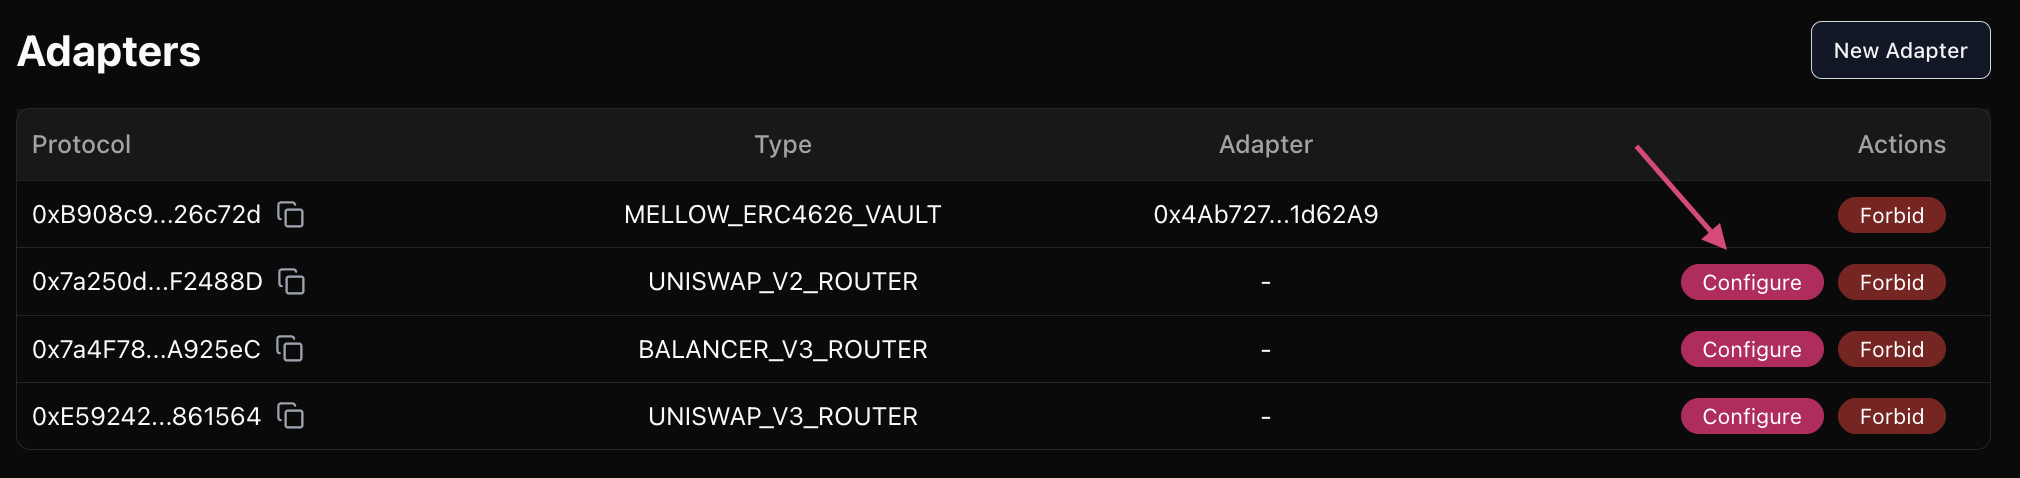 Adapters
New Adapter
Protocol Type Adapter Actions
0xB908c9...26c72d MELLOW_ERC4626_VAULT 0x4Ab727...1d62A9 Forbid
0x7a250d...F2488D UNISWAP_V2_ROUTER - Configure Forbid
0x7a4F78...A925eC BALANCER_V3_ROUTER - Configure Forbid
0xE59242...861564 UNISWAP_V3_ROUTER - Configure Forbid